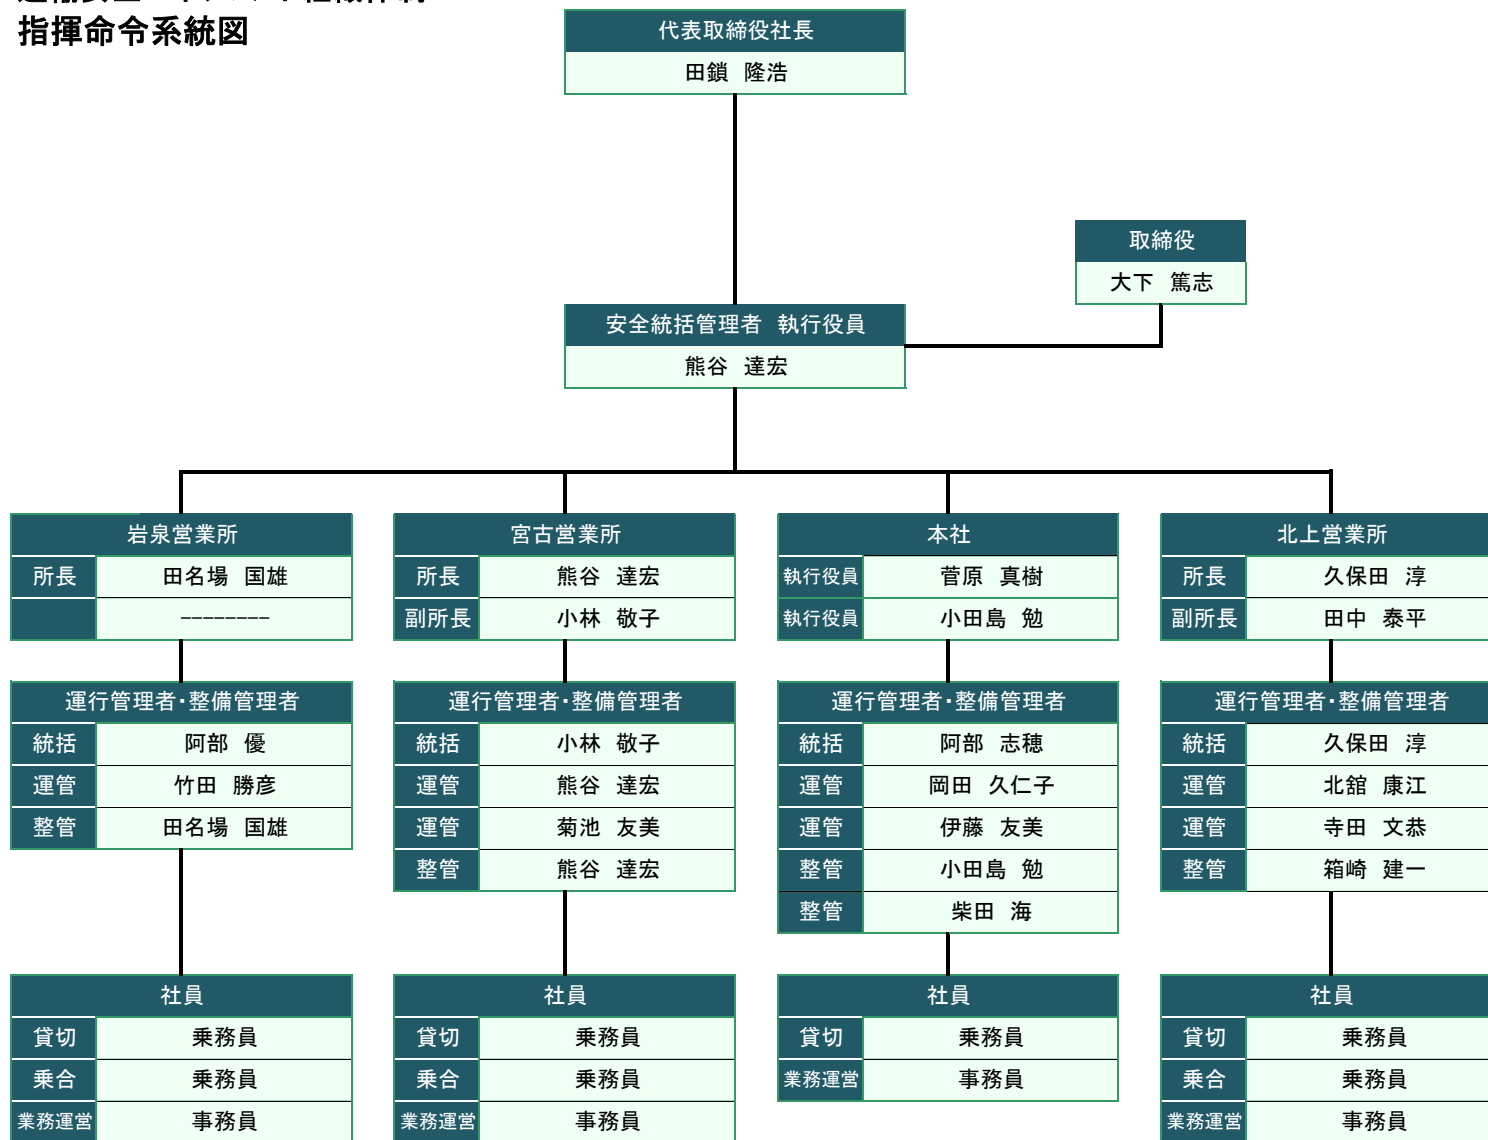 指揮命令系統図
代表取締役社長
田鎖 隆浩
取締役
大下 篤志
安全統括管理者 執行役員
熊谷 達宏
岩泉営業所
所長 田名場 国雄
--------
運行管理者・整備管理者
統括 阿部 優
運管 竹田 勝彦
整管 田名場 国雄
社員
貸切 乗務員
乗合 乗務員
業務運営 事務員
宮古営業所
所長 熊谷 達宏
副所長 小林 敬子
運行管理者・整備管理者
統括 小林 敬子
運管 熊谷 達宏
運管 菊池 友美
整管 熊谷 達宏
社員
貸切 乗務員
乗合 乗務員
業務運営 事務員
本社
執行役員 菅原 真樹
執行役員 小田島 勉
運行管理者・整備管理者
統括 阿部 志穂
運管 岡田 久仁子
運管 伊藤 友美
整管 小田島 勉
整管 柴田 海
社員
貸切 乗務員
業務運営 事務員
北上営業所
所長 久保田 淳
副所長 田中 泰平
運行管理者・整備管理者
統括 久保田 淳
運管 北舘 康江
運管 寺田 文恭
整管 箱崎 建一
社員
貸切 乗務員
乗合 乗務員
業務運営 事務員